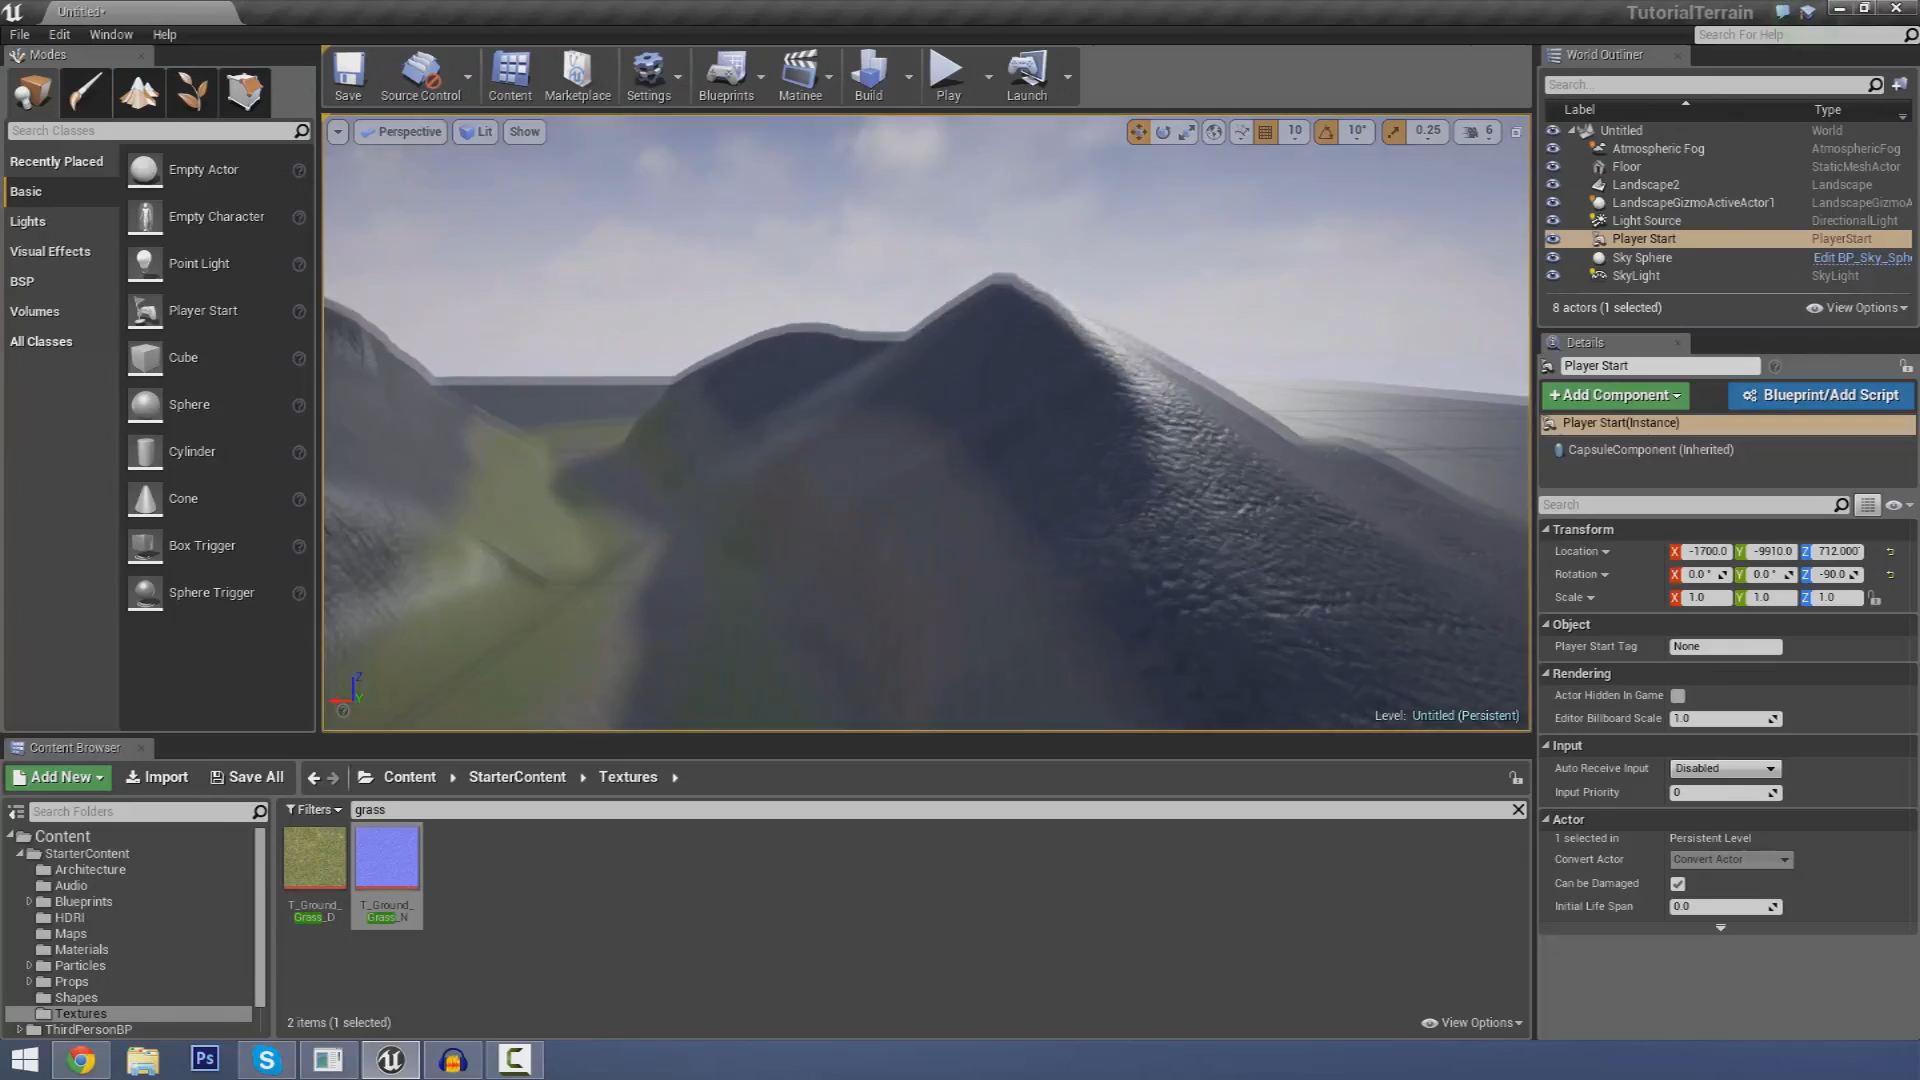 Untitled*
TutorialTerrain
File Edit Window Help
Search For Help
Modes
World Outliner
Save
Source Control
Content
Marketplace
Settings
Blueprints
Matinee
Build
Play
Launch
Search Classes
Recently Placed
Basic
Lights
Visual Effects
BSP
Volumes
All Classes
Empty Actor
Empty Character
Point Light
Player Start
Cube
Sphere
Cylinder
Cone
Box Trigger
Sphere Trigger
Perspective
Lit
Show
10
10°
0.25
6
Z
Y
Level: Untitled (Persistent)
Search...
Label Type
Untitled World
Atmospheric Fog AtmosphericFog
Floor StaticMeshActor
Landscape2 Landscape
LandscapeGizmoActiveActor1 LandscapeGizmoA
Light Source DirectionalLight
Player Start PlayerStart
Sky Sphere Edit BP_Sky_Sph
SkyLight SkyLight
8 actors (1 selected)
View Options
Details
Player Start
+Add Component
Blueprint/Add Script
Player Start(Instance)
CapsuleComponent (Inherited)
Search
Transform
Location X -1700.0 Y -9910.0 Z 712.000
Rotation X 0.0 ° Y 0.0 ° Z -90.0
Scale X 1.0 Y 1.0 Z 1.0
Object
Player Start Tag None
Rendering
Actor Hidden In Game
Editor Billboard Scale 1.0
Input
Auto Receive Input Disabled
Input Priority 0
Actor
1 selected in Persistent Level
Convert Actor Convert Actor
Can be Damaged
Initial Life Span 0.0
Content Browser
Add New
Import
Save All
Content
StarterContent
Textures
Search Folders
Filters
grass
Content
StarterContent
Architecture
Audio
Blueprints
HDRI
Maps
Materials
Particles
Props
Shapes
Textures
ThirdPersonBP
T_Ground_
Grass_D
T_Ground_
Grass_N
2 items (1 selected)
View Options
Ps
S
C